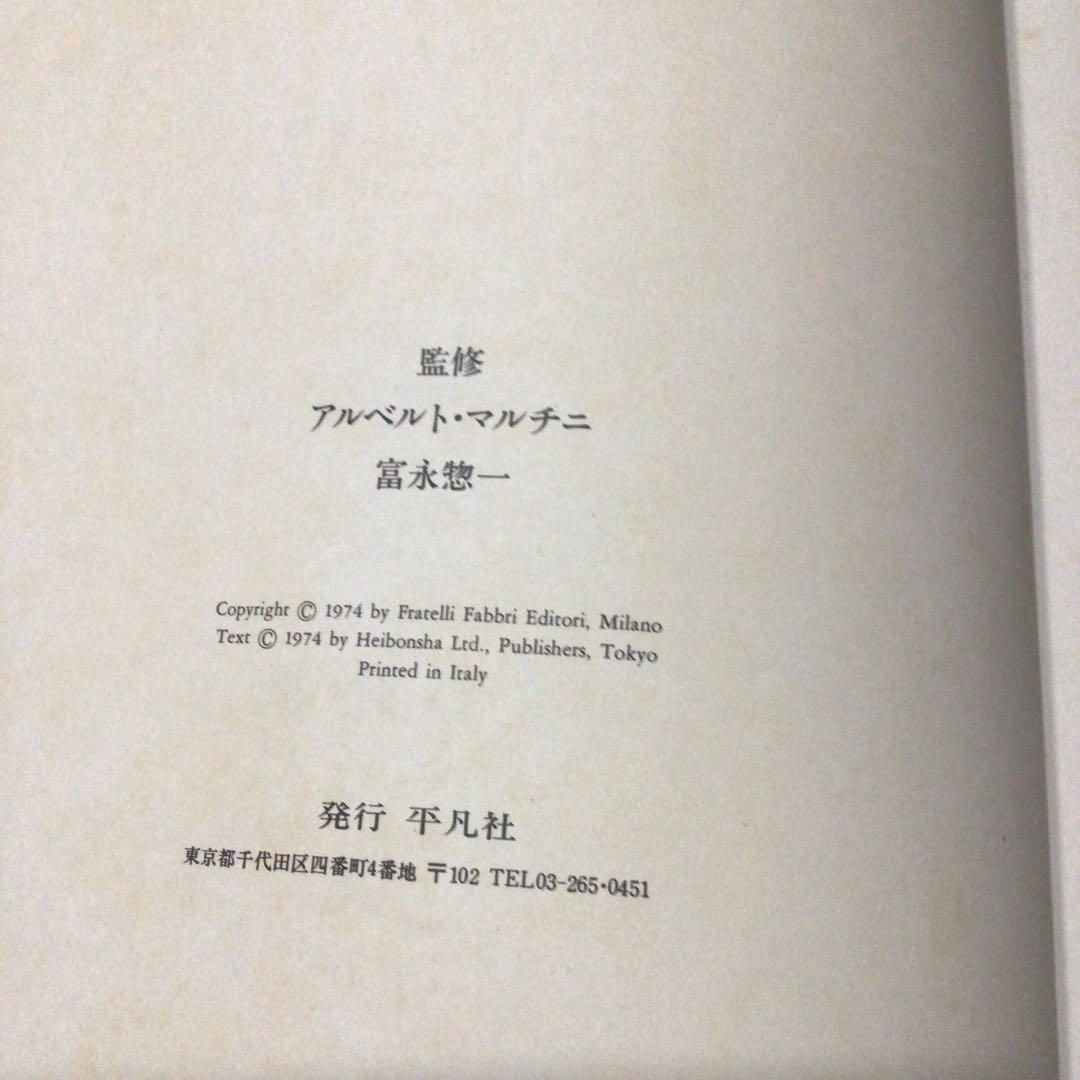 監修
アルベルト・マルチニ
富永惣一
Copyright © 1974 by Fratelli Fabbri Editori, Milano
Text © 1974 by Heibonsha Ltd., Publishers, Tokyo
Printed in Italy
発行 平凡社
東京都千代田区四番町4番地 〒102 TEL03-265・0451